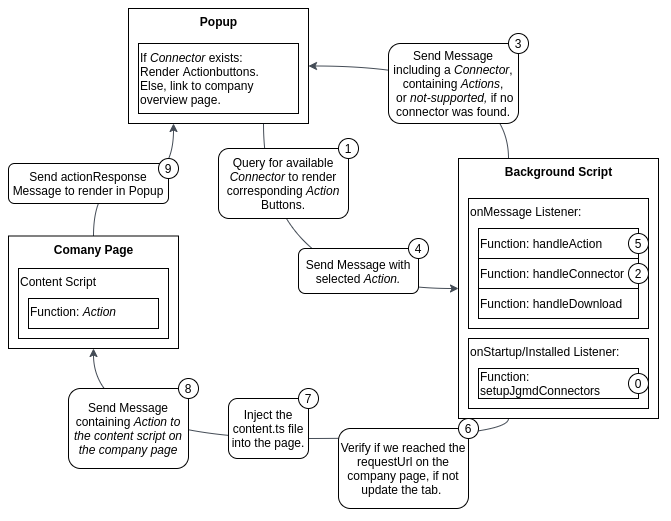 Popup
If Connector exists:
Render Actionbuttons.
Else, link to company
overview page.
3
Send Message
including a Connector,
containing Actions,
or not-supported, if no
connector was found.
1
Query for available
Connector to render
corresponding Action
Buttons.
9
Send actionResponse
Message to render in Popup
4
Send Message with
selected Action.
Background Script
onMessage Listener:
Function: handleAction
5
Function: handleConnector
2
Function: handleDownload
onStartup/Installed Listener:
Function:
setupJgmdConnectors
0
Comany Page
Content Script
Function: Action
8
Send Message
containing Action to
the content script on
the company page
7
Inject the
content.ts file
into the page.
6
Verify if we reached the
requestUrl on the
company page, if not
update the tab.